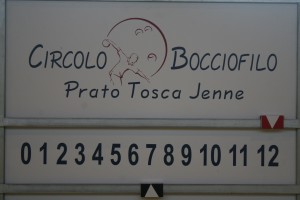 CIRCOLO BOCCIOFILO
Prato Tosca Jenne
0 1 2 3 4 5 6 7 8 9 10 11 12